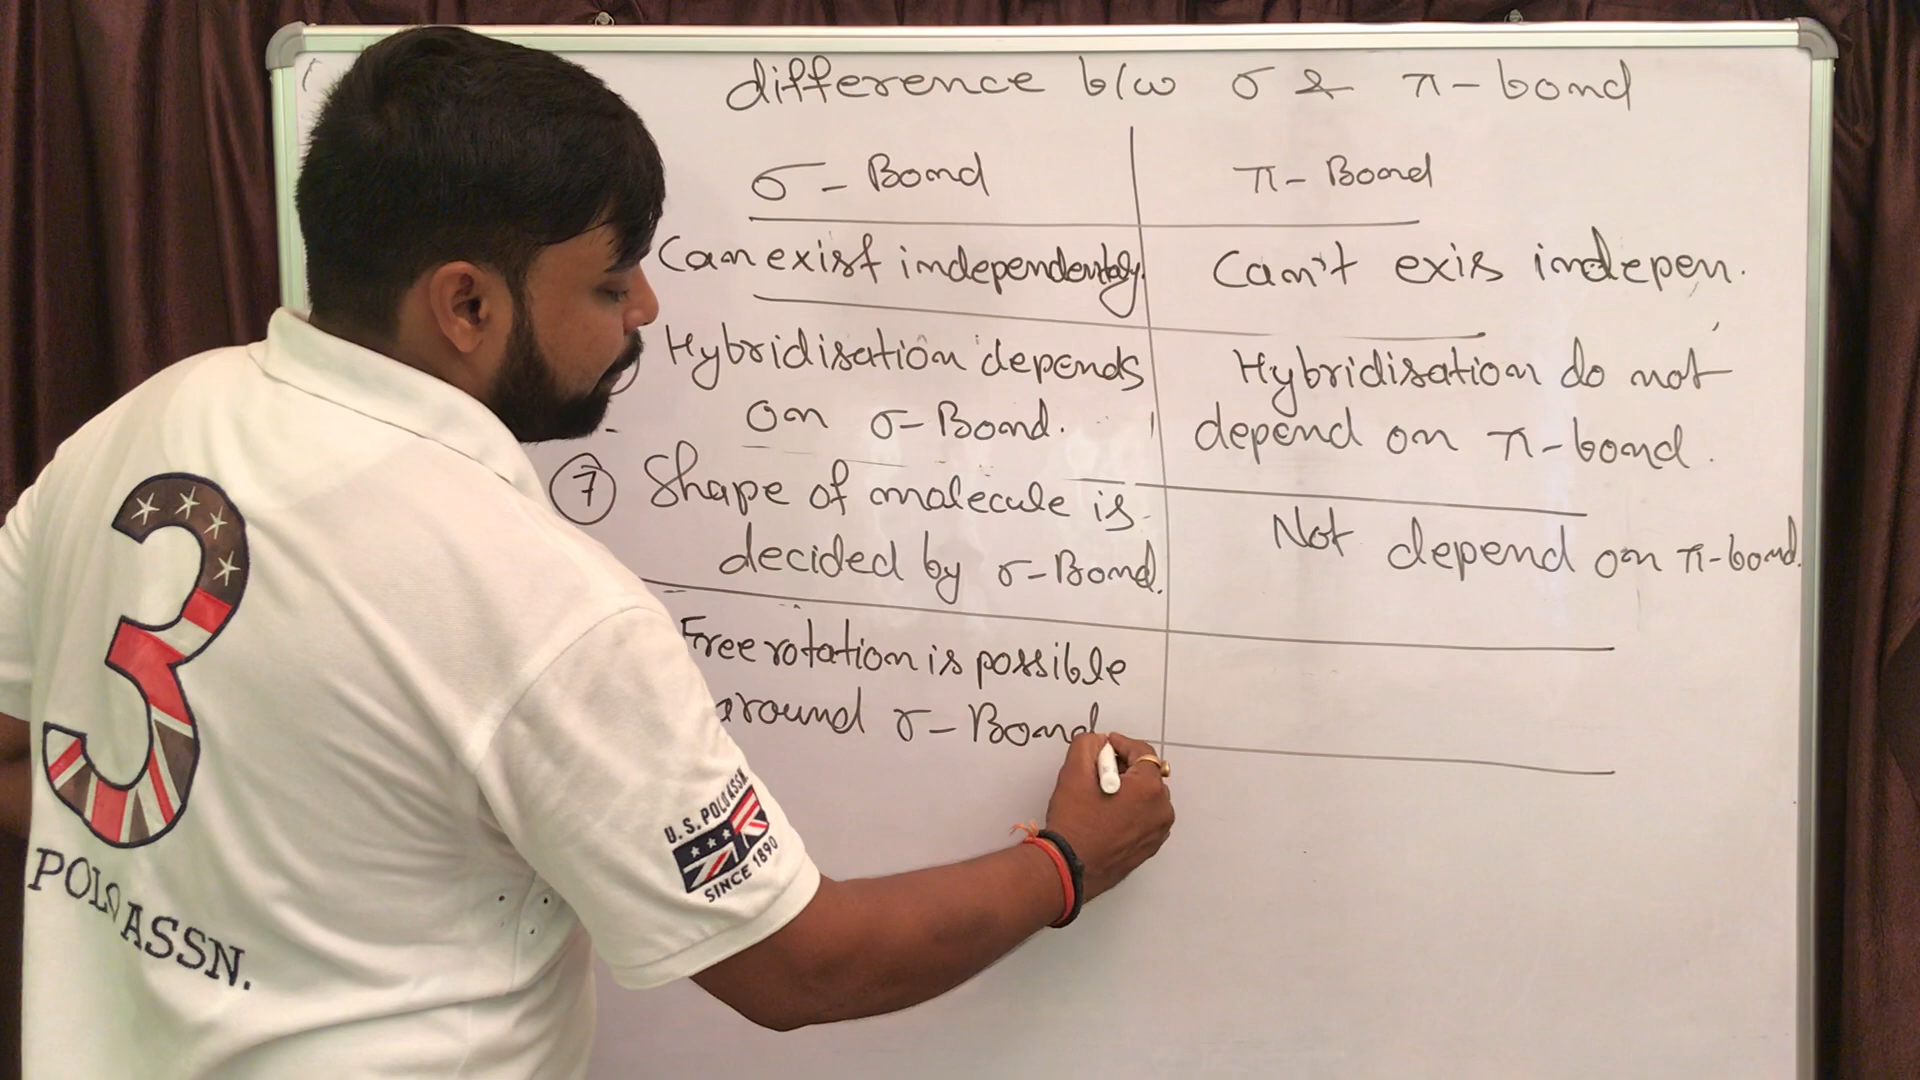 difference b/w σ & π-bond
σ-Bond
π-Bond
Can exist independentaly.
Can't exis indepen.
Hybridisation depends
on σ-Bond.
Hybridisation do not
depend on π-bond.
7 Shape of molecule is
decided by σ-Bond.
Not depend on π-bond.
Free rotation is possible
around σ-Bond
3
POLO ASSN.
U.S. POLO ASSN.
SINCE 1890